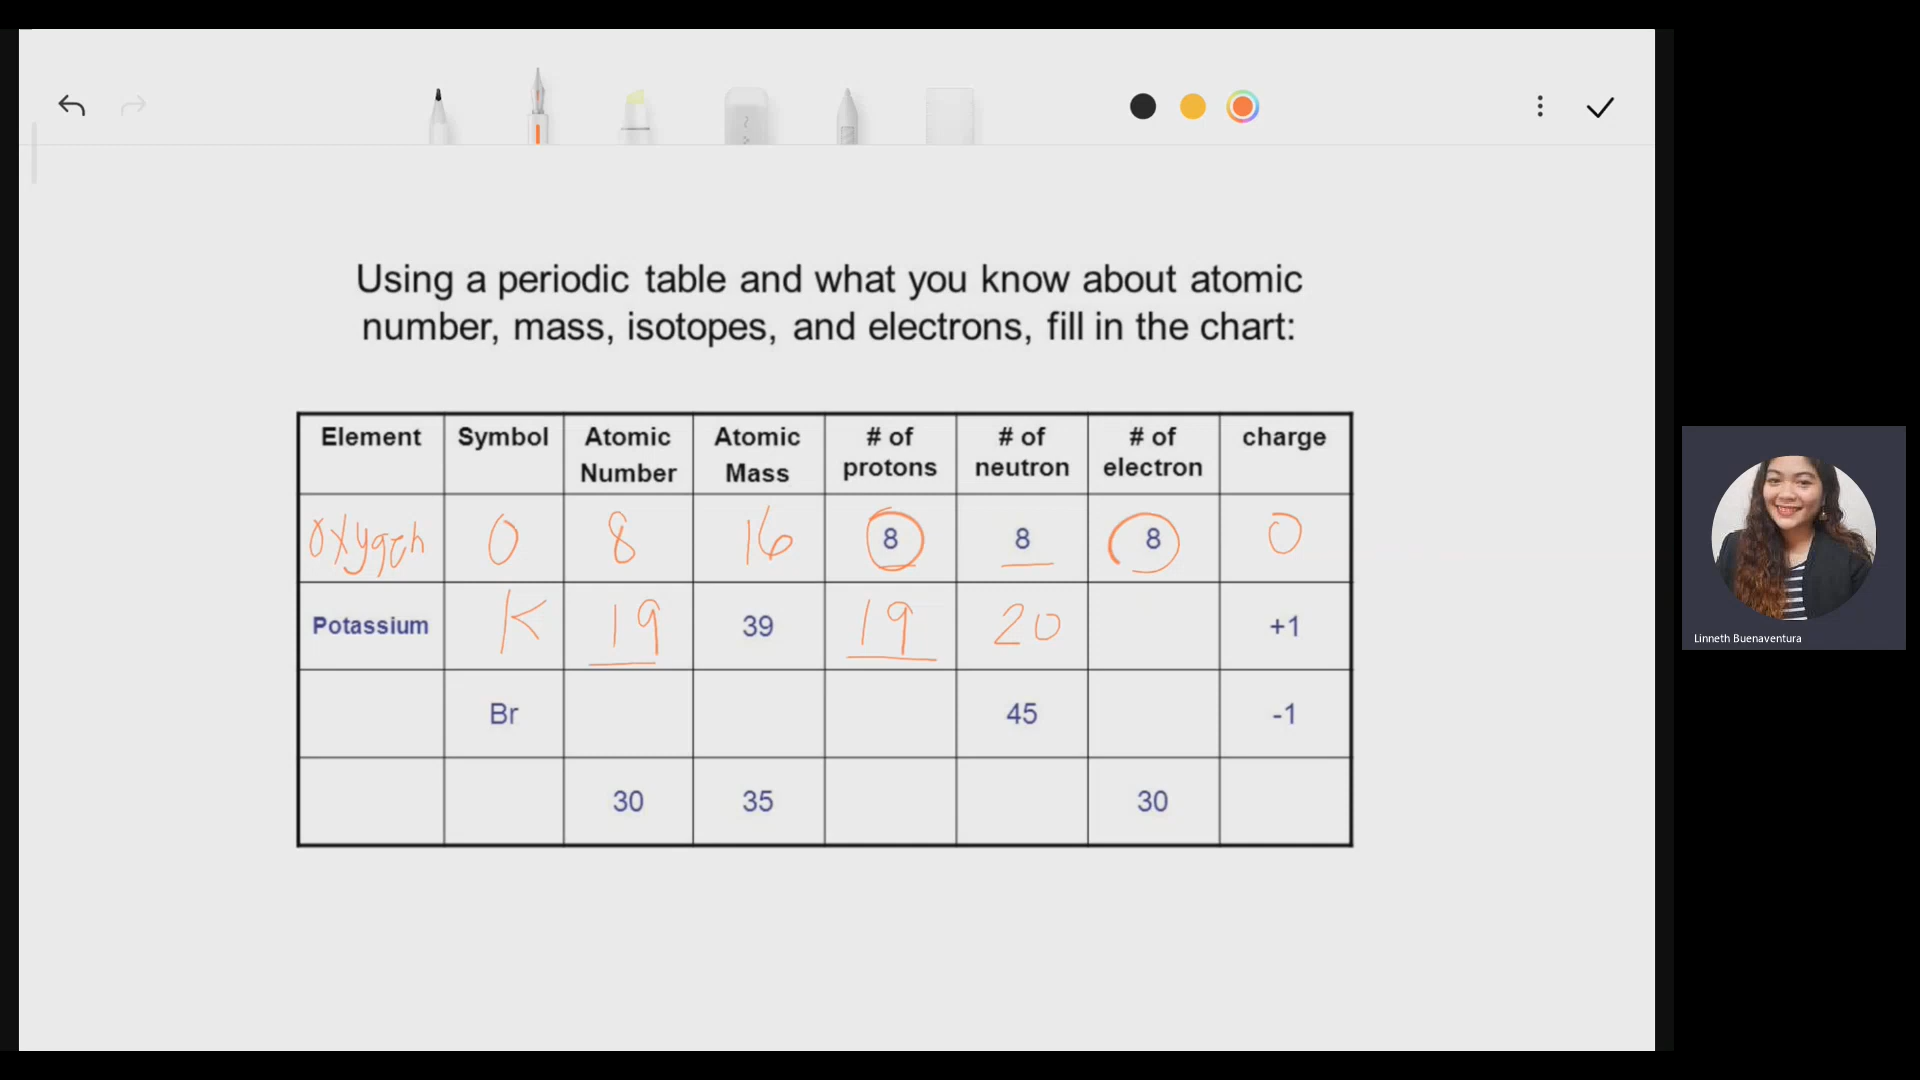 Using a periodic table and what you know about atomic
number, mass, isotopes, and electrons, fill in the chart:
Element Symbol Atomic Number Atomic Mass # of protons # of neutron # of electron charge
Oxygen O 8 16 8 8 8 0
Potassium K 19 39 19 20 +1
Br 45 -1
30 35 30
Linneth Buenaventura